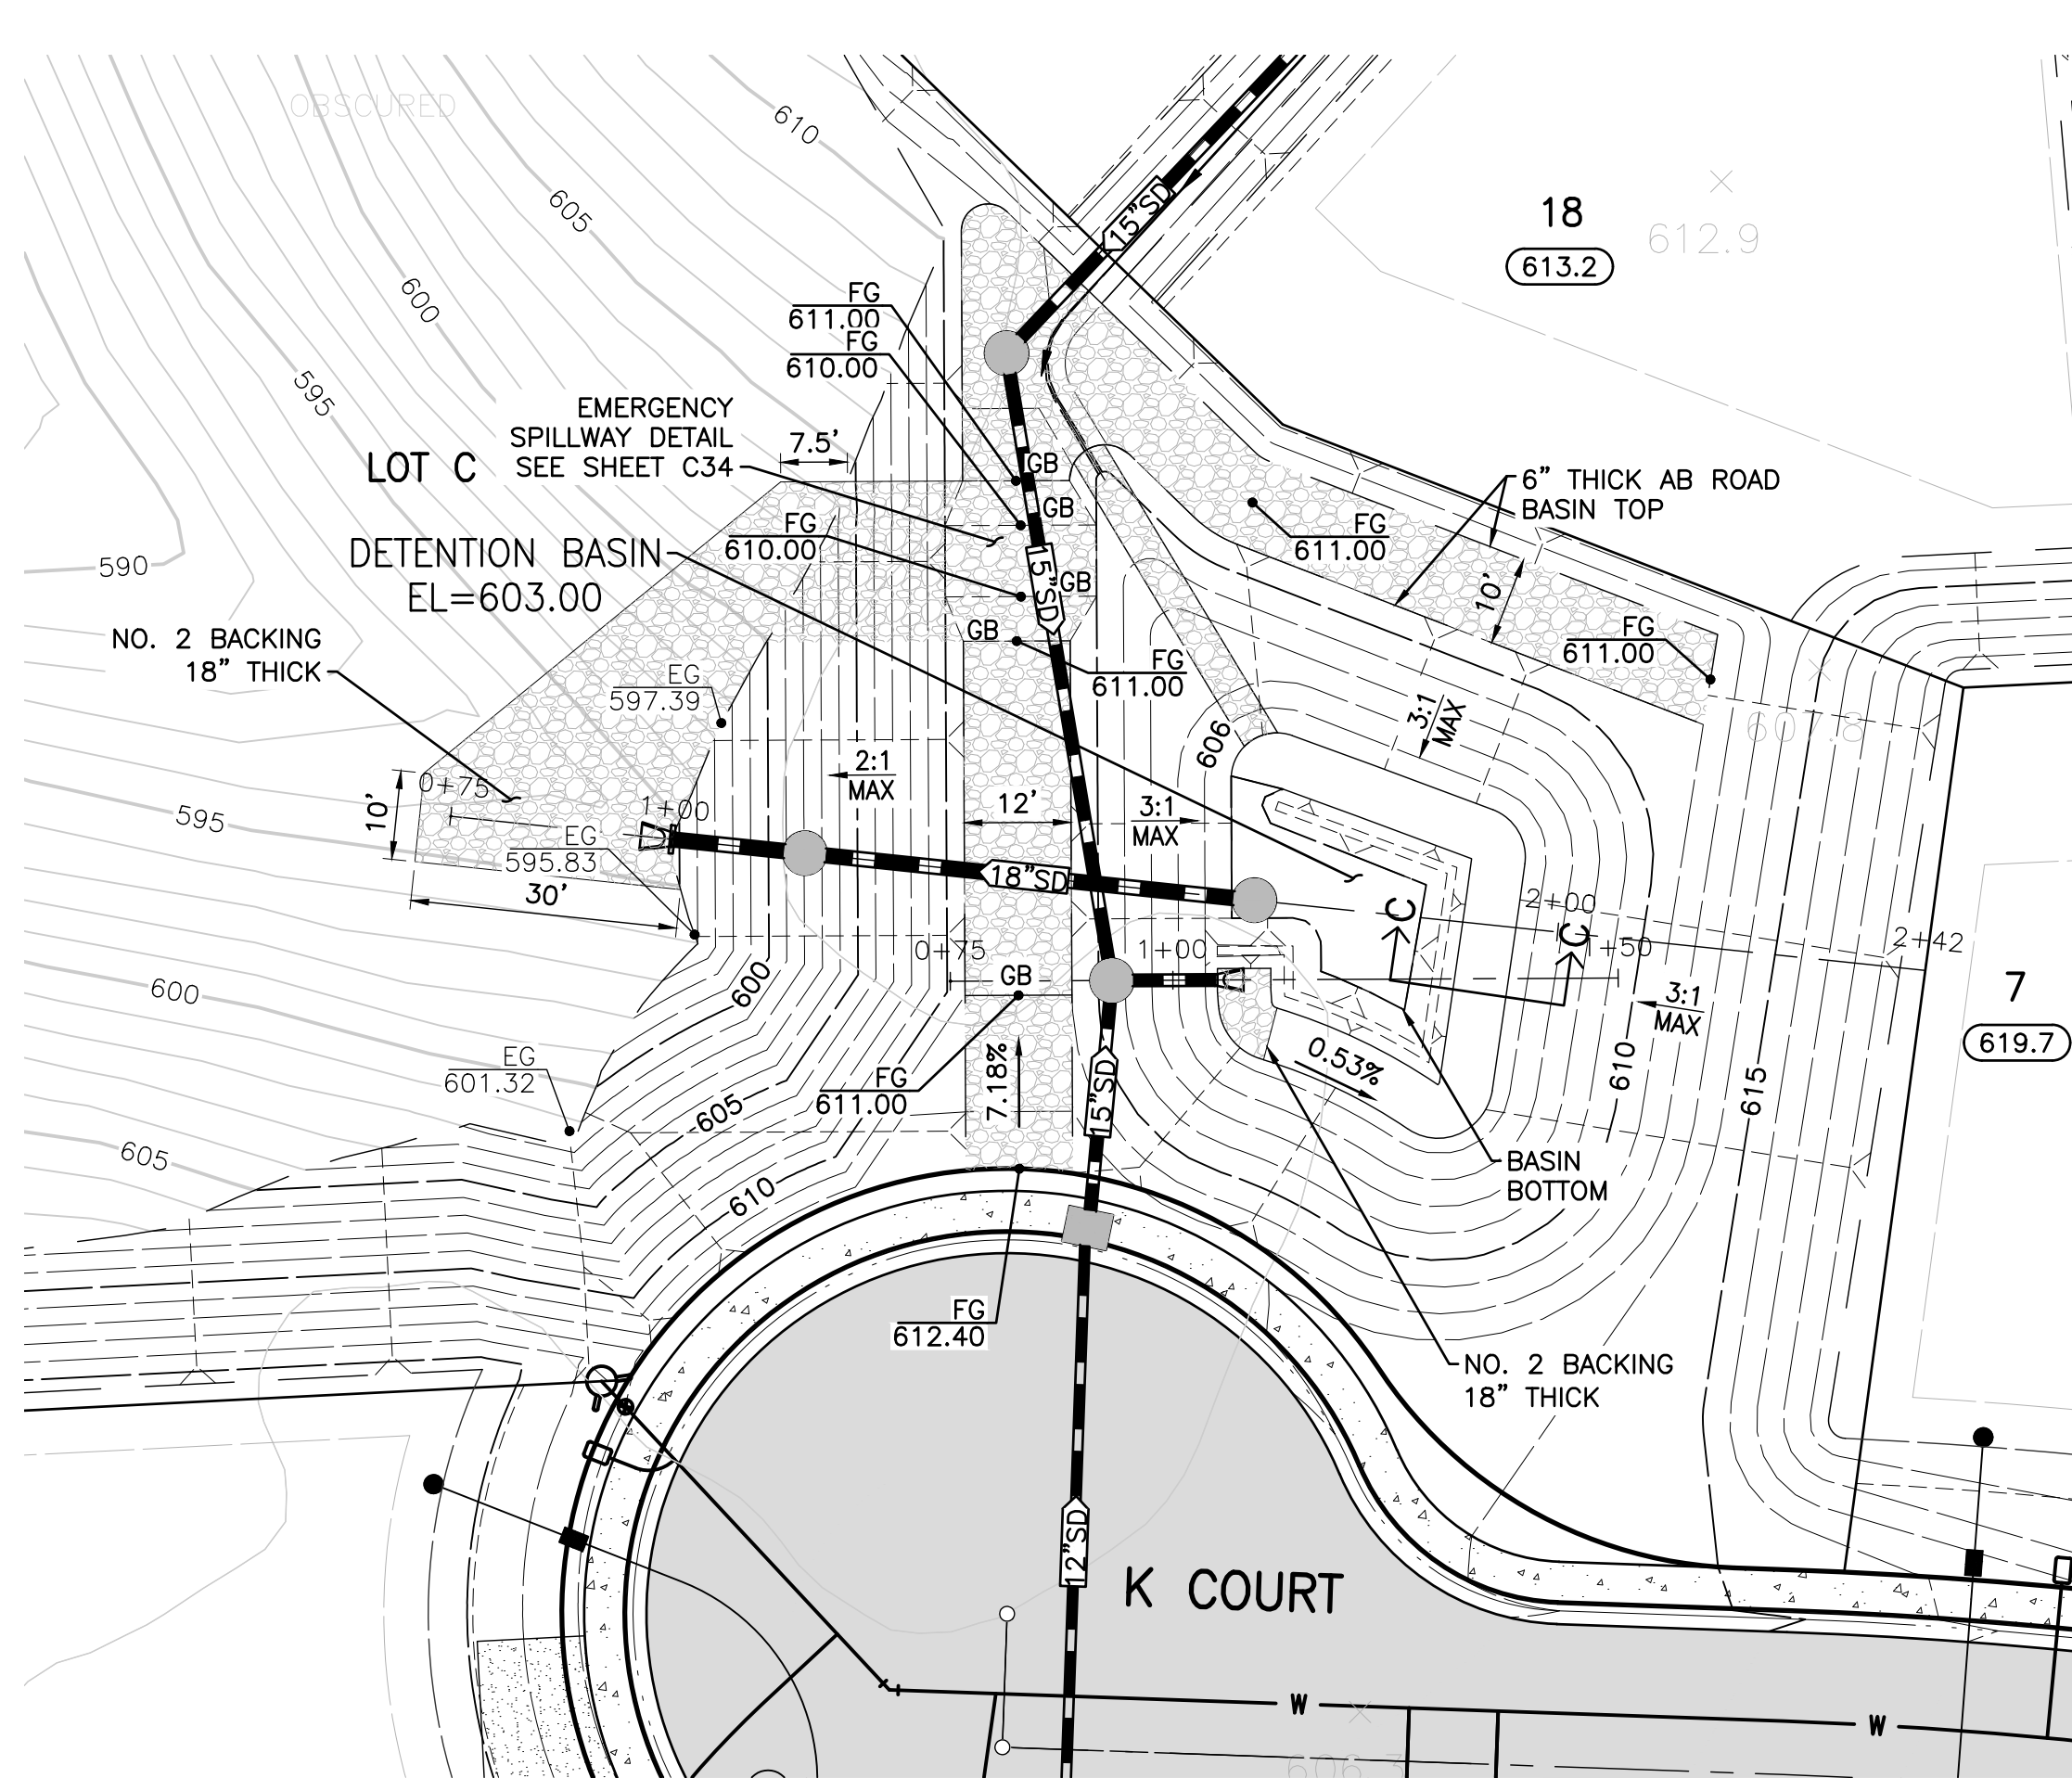 OBSCURED
610
605
600
595
590
595
600
605
15"SD
18
613.2
612.9
FG
611.00
FG
610.00
EMERGENCY
SPILLWAY DETAIL
SEE SHEET C34
7.5'
LOT C
GB
GB
GB
GB
FG
610.00
15"SD
DETENTION BASIN
EL=603.00
6" THICK AB ROAD
BASIN TOP
FG
611.00
10'
FG
611.00
NO. 2 BACKING
18" THICK
EG
597.39
FG
611.00
3:1
MAX
606
607.8
2:1
MAX
12'
3:1
MAX
10'
0+75
1+00
EG
595.83
30'
18"SD
C
C
2+00
1+50
2+42
0+75
1+00
GB
7
619.7
3:1
MAX
600
605
610
610
615
EG
601.32
FG
611.00
7.18%
15"SD
0.53%
BASIN
BOTTOM
FG
612.40
NO. 2 BACKING
18" THICK
12"SD
K COURT
W
W
606.3